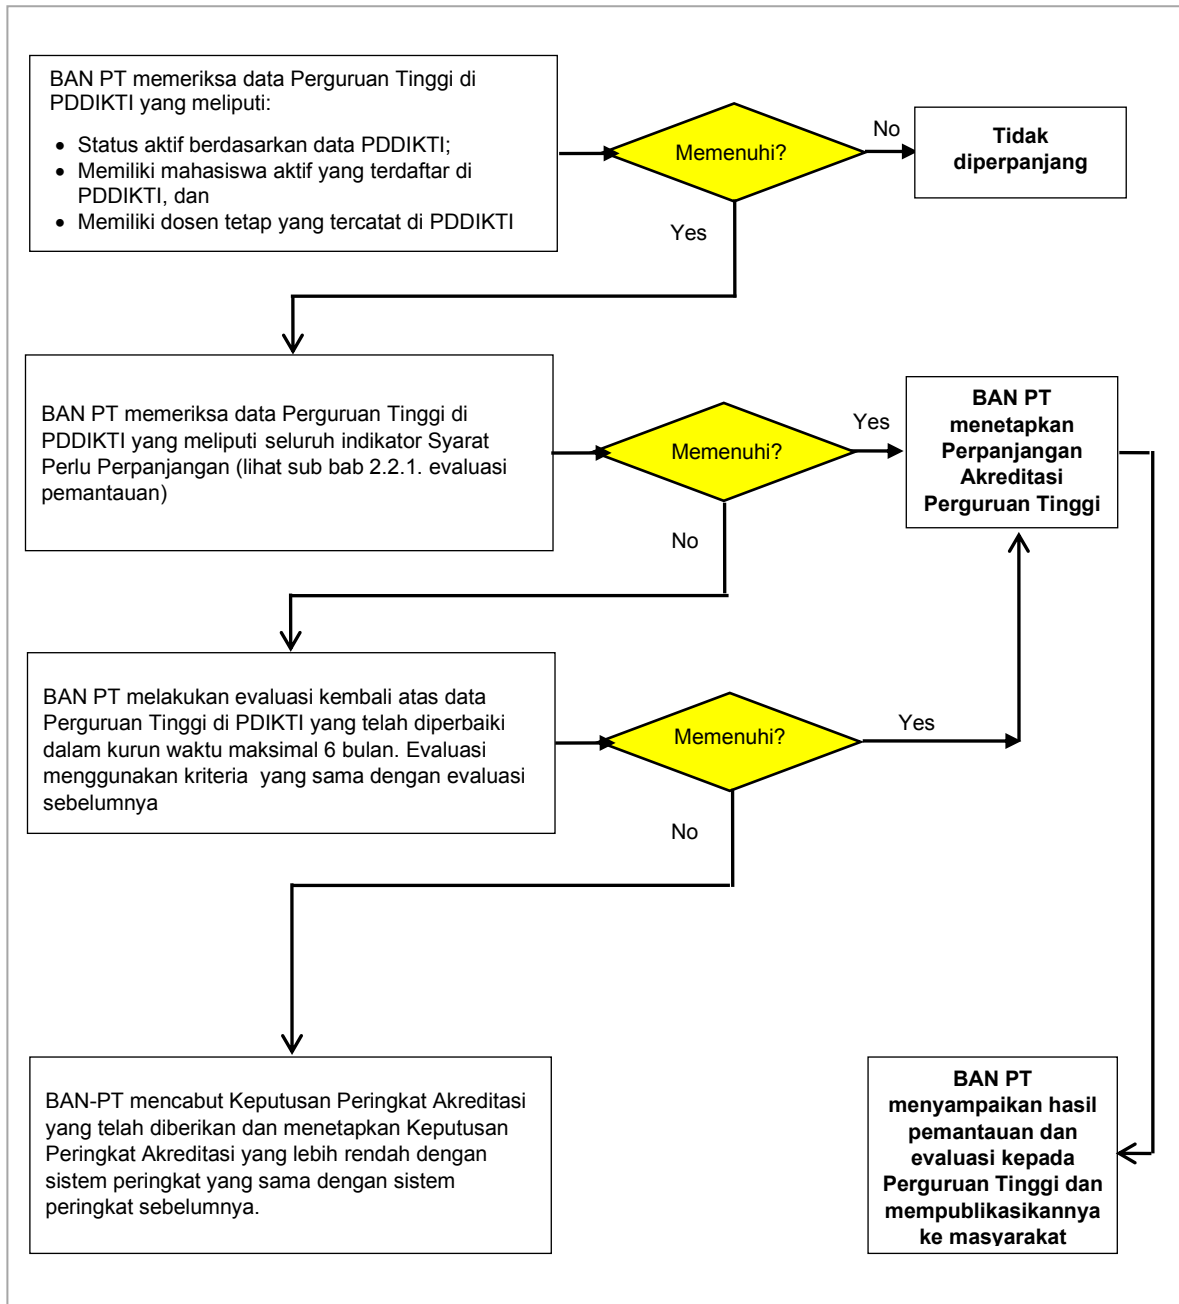 BAN PT memeriksa data Perguruan Tinggi di
PDDIKTI yang meliputi:
• Status aktif berdasarkan data PDDIKTI;
• Memiliki mahasiswa aktif yang terdaftar di
PDDIKTI, dan
• Memiliki dosen tetap yang tercatat di PDDIKTI
Memenuhi?
No
Tidak
diperpanjang
Yes
BAN PT memeriksa data Perguruan Tinggi di
PDDIKTI yang meliputi seluruh indikator Syarat
Perlu Perpanjangan (lihat sub bab 2.2.1. evaluasi
pemantauan)
Memenuhi?
Yes
BAN PT
menetapkan
Perpanjangan
Akreditasi
Perguruan Tinggi
No
BAN PT melakukan evaluasi kembali atas data
Perguruan Tinggi di PDIKTI yang telah diperbaiki
dalam kurun waktu maksimal 6 bulan. Evaluasi
menggunakan kriteria yang sama dengan evaluasi
sebelumnya
Memenuhi?
Yes
No
BAN-PT mencabut Keputusan Peringkat Akreditasi
yang telah diberikan dan menetapkan Keputusan
Peringkat Akreditasi yang lebih rendah dengan
sistem peringkat yang sama dengan sistem
peringkat sebelumnya.
BAN PT
menyampaikan hasil
pemantauan dan
evaluasi kepada
Perguruan Tinggi dan
mempublikasikannya
ke masyarakat